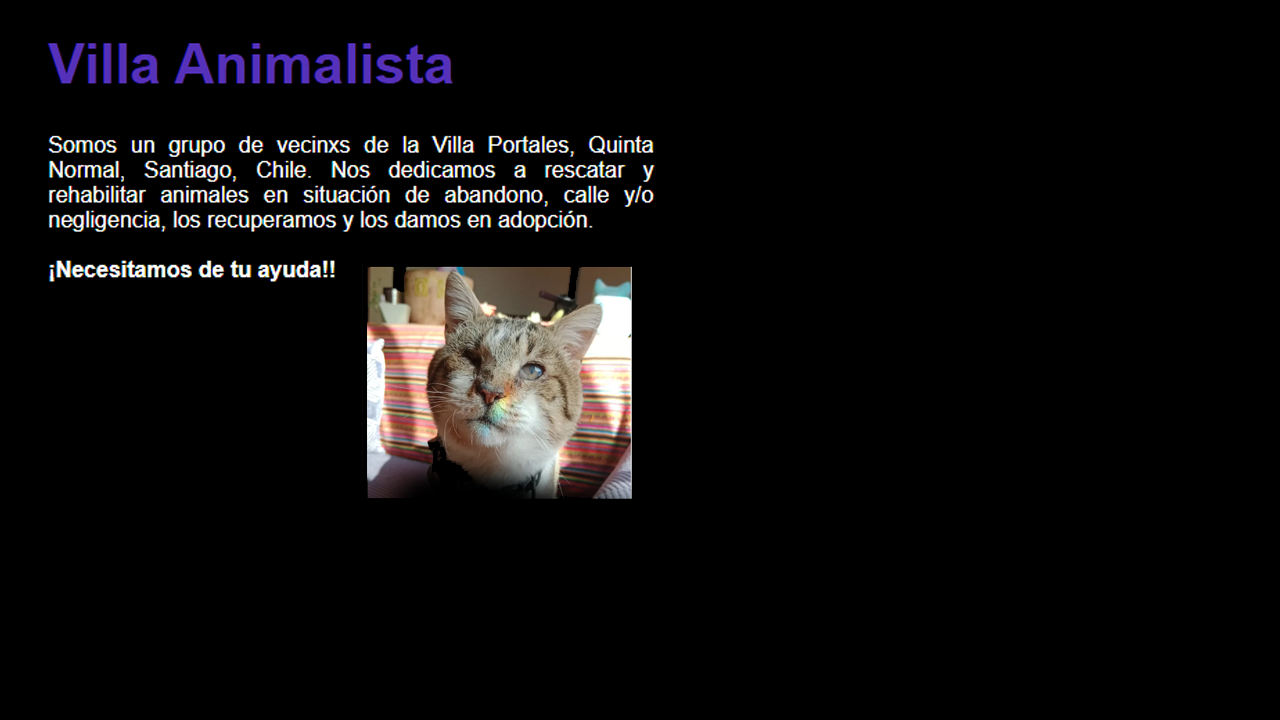 Villa Animalista
Somos un grupo de vecinxs de la Villa Portales, Quinta
Normal, Santiago, Chile. Nos dedicamos a rescatar y
rehabilitar animales en situación de abandono, calle y/o
negligencia, los recuperamos y los damos en adopción.
¡Necesitamos de tu ayuda!!